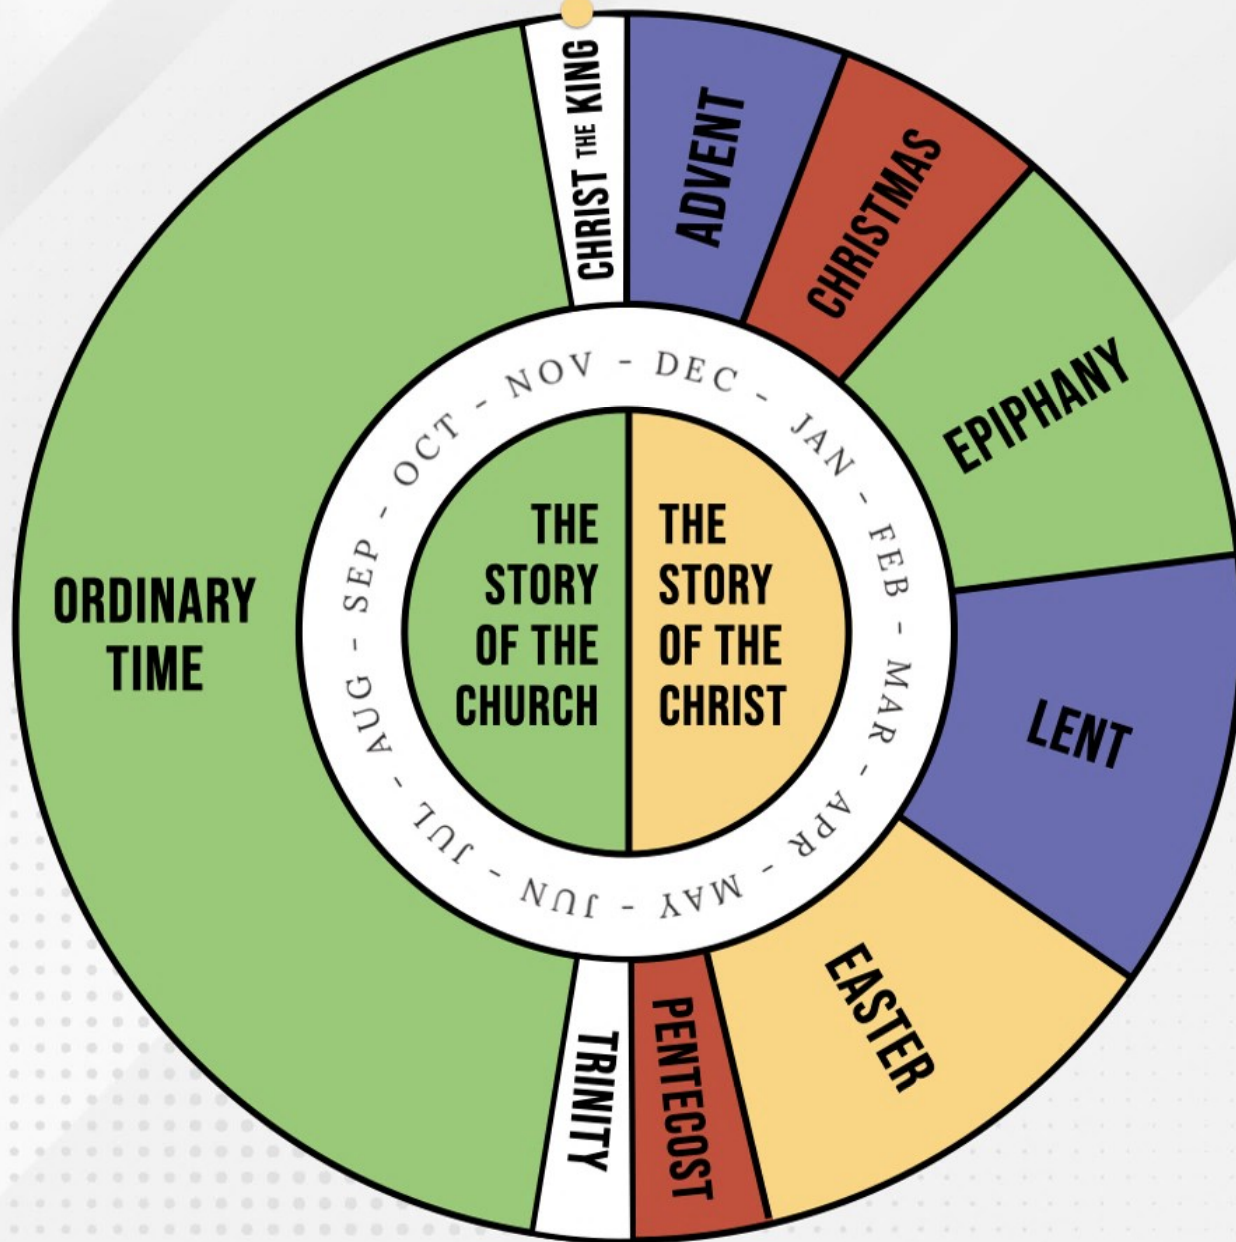 CHRIST THE KING
ADVENT
CHRISTMAS
EPIPHANY
LENT
EASTER
PENTECOST
TRINITY
ORDINARY
TIME
NOV - DEC - JAN - FEB - MAR - APR - MAY - JUN - JUL - AUG - SEP - OCT -
THE
STORY
OF THE
CHURCH
THE
STORY
OF THE
CHRIST